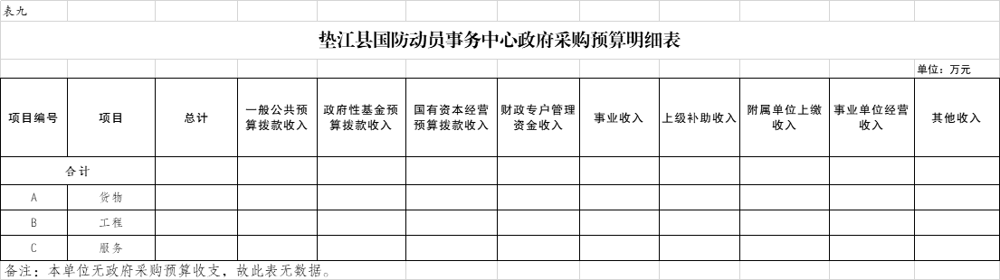 表九
垫江县国防动员事务中心政府采购预算明细表
单位：万元
项目编号 项目 总计 一般公共预算拨款收入 政府性基金预算拨款收入 国有资本经营预算拨款收入 财政专户管理资金收入 事业收入 上级补助收入 附属单位上缴收入 事业单位经营收入 其他收入
合计
A 货物
B 工程
C 服务
备注：本单位无政府采购预算收支，故此表无数据。